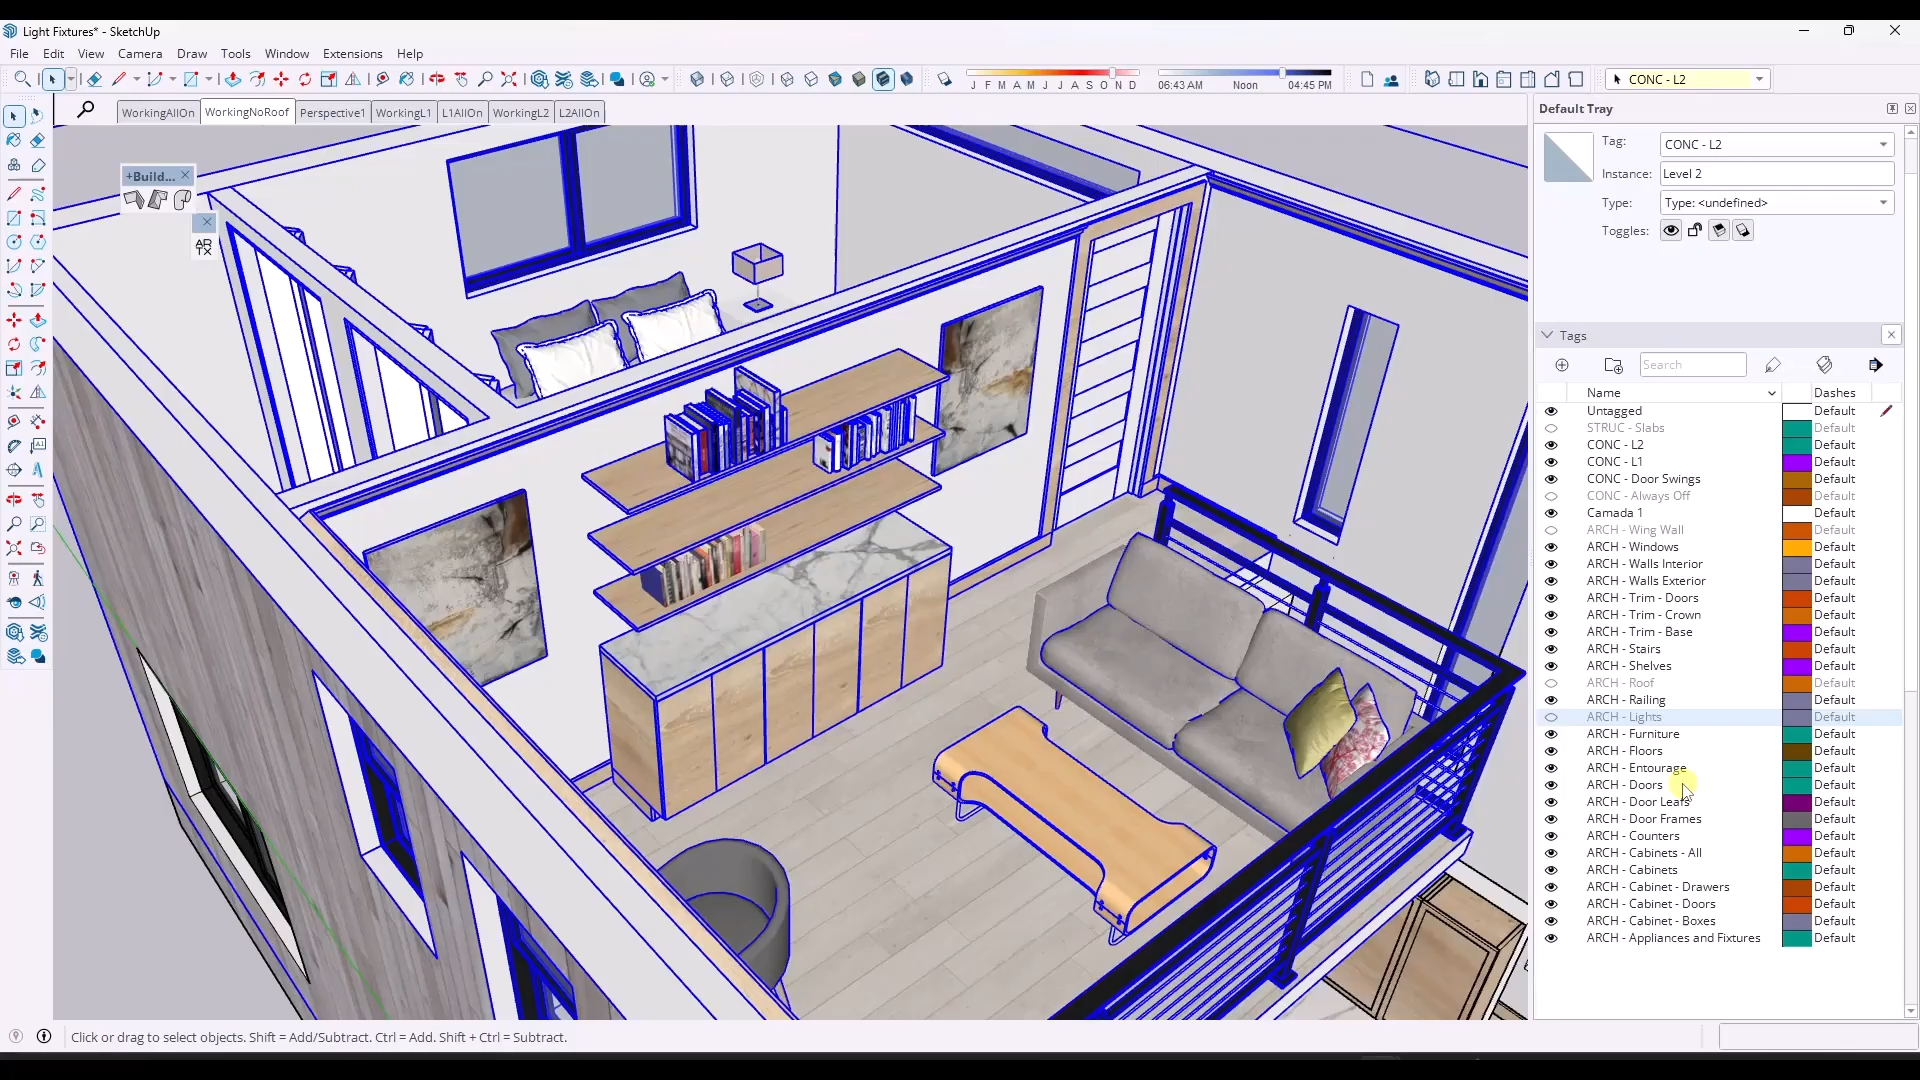 Light Fixtures* - SketchUp
File Edit View Camera Draw Tools Window Extensions Help
J F M A M J J A S O N D 06:43 AM Noon 04:45 PM
CONC - L2
WorkingAllOn WorkingNoRoof Perspective1 WorkingL1 L1AllOn WorkingL2 L2AllOn
Default Tray
Tag: CONC - L2
Instance: Level 2
Type: Type: <undefined>
Toggles:
+Build...
Tags
Search
Name Dashes
Untagged Default
STRUC - Slabs Default
CONC - L2 Default
CONC - L1 Default
CONC - Door Swings Default
CONC - Always Off Default
Camada 1 Default
ARCH - Wing Wall Default
ARCH - Windows Default
ARCH - Walls Interior Default
ARCH - Walls Exterior Default
ARCH - Trim - Doors Default
ARCH - Trim - Crown Default
ARCH - Trim - Base Default
ARCH - Stairs Default
ARCH - Shelves Default
ARCH - Roof Default
ARCH - Railing Default
ARCH - Lights Default
ARCH - Furniture Default
ARCH - Floors Default
ARCH - Entourage Default
ARCH - Doors Default
ARCH - Door Leafs Default
ARCH - Door Frames Default
ARCH - Counters Default
ARCH - Cabinets - All Default
ARCH - Cabinets Default
ARCH - Cabinet - Drawers Default
ARCH - Cabinet - Doors Default
ARCH - Cabinet - Boxes Default
ARCH - Appliances and Fixtures Default
Click or drag to select objects. Shift = Add/Subtract. Ctrl = Add. Shift + Ctrl = Subtract.